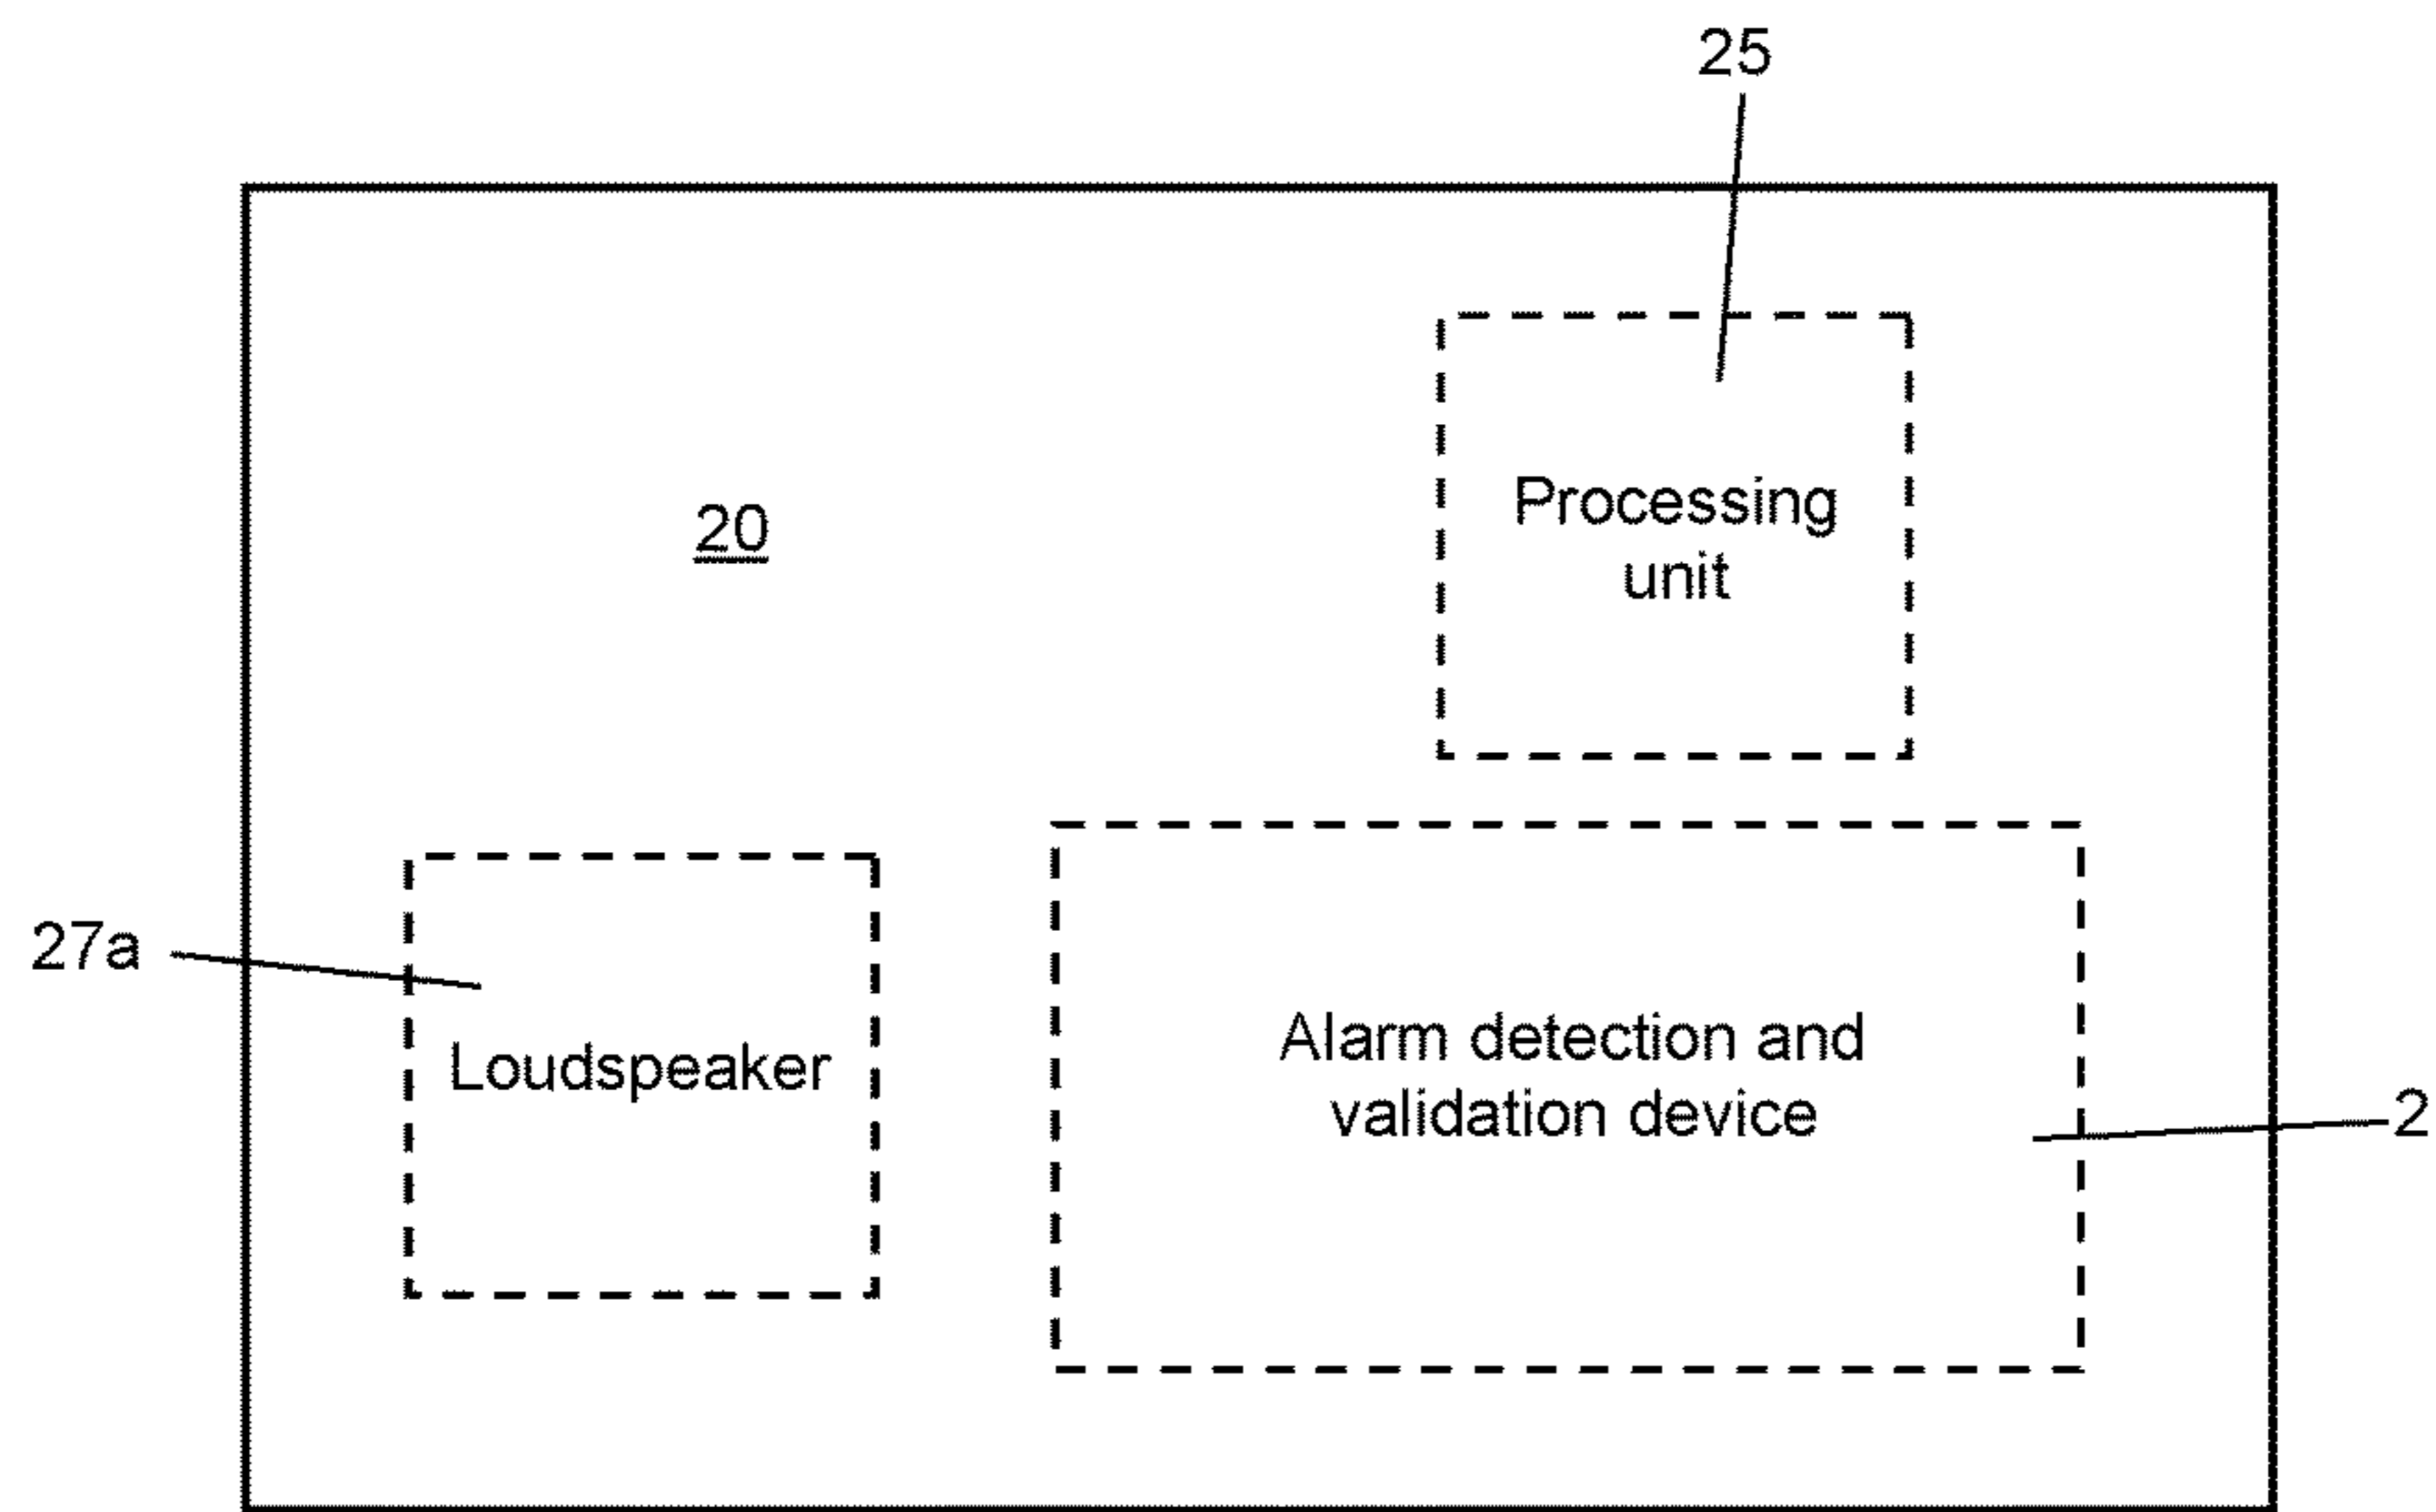 25
Processing
unit
20
27a
Loudspeaker
Alarm detection and
validation device
2